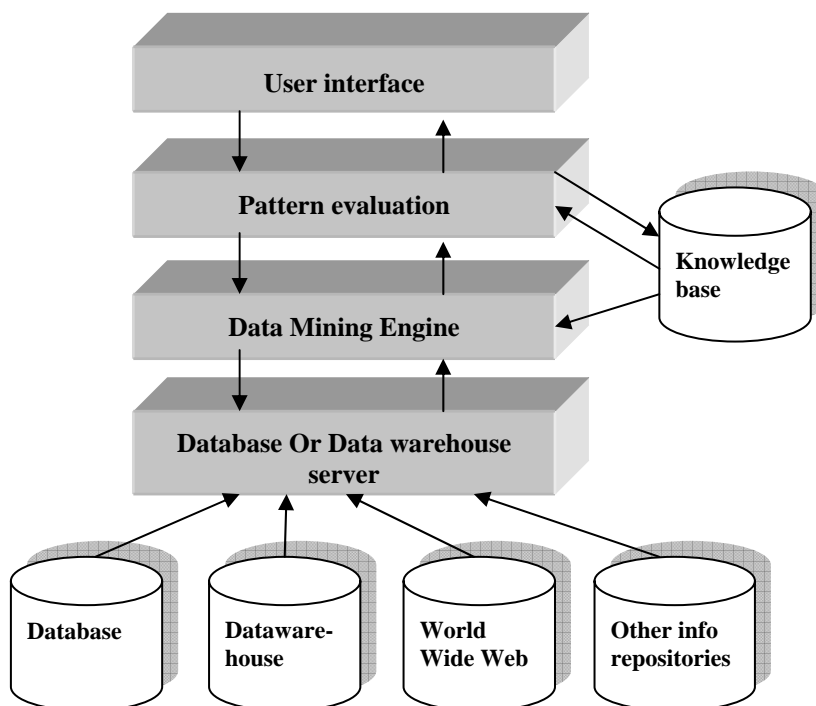 User interface
Pattern evaluation
Knowledge
base
Data Mining Engine
Database Or Data warehouse
server
Database
Dataware-
house
World
Wide Web
Other info
repositories